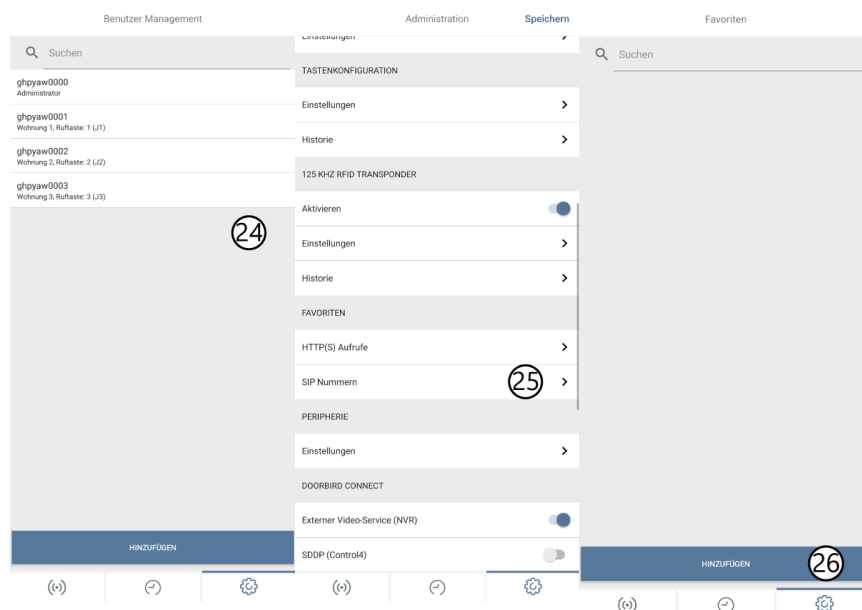 Benutzer Management
Suchen
ghpyaw0000
Administrator
ghpyaw0001
Wohnung 1, Ruftaste: 1 (J1)
ghpyaw0002
Wohnung 2, Ruftaste: 2 (J2)
ghpyaw0003
Wohnung 3, Ruftaste: 3 (J3)
24
HINZUFÜGEN
Administration
Speichern
Einstellungen
TASTENKONFIGURATION
Einstellungen
Historie
125 KHZ RFID TRANSPONDER
Aktivieren
Einstellungen
Historie
FAVORITEN
HTTP(S) Aufrufe
SIP Nummern
25
PERIPHERIE
Einstellungen
DOORBIRD CONNECT
Externer Video-Service (NVR)
SDDP (Control4)
Favoriten
Suchen
HINZUFÜGEN
26